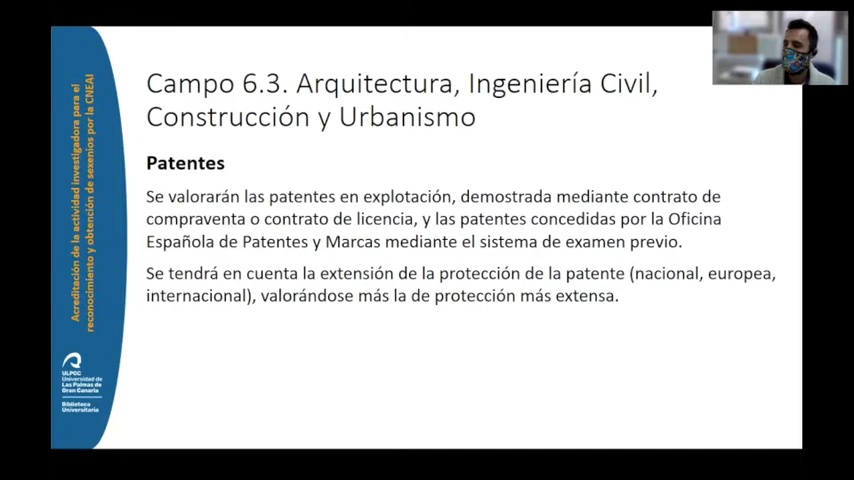 Campo 6.3. Arquitectura, Ingeniería Civil,
Construcción y Urbanismo
Patentes
Se valorarán las patentes en explotación, demostrada mediante contrato de
compraventa o contrato de licencia, y las patentes concedidas por la Oficina
Española de Patentes y Marcas mediante el sistema de examen previo.
Se tendrá en cuenta la extensión de la protección de la patente (nacional, europea,
internacional), valorándose más la de protección más extensa.
Acreditación de la actividad investigadora para el
reconocimiento y obtención de sexenios por la CNEAI
ULPGC
Universidad de
Las Palmas de
Gran Canaria
Biblioteca
Universitaria